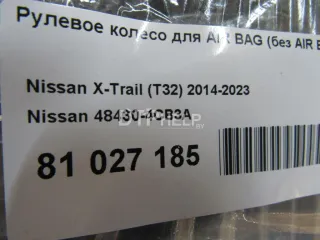 Рулевое колесо для AIR BAG (без AIR
Nissan X-Trail (T32) 2014-2023
Nissan 48430-4CB3A
81 027 185